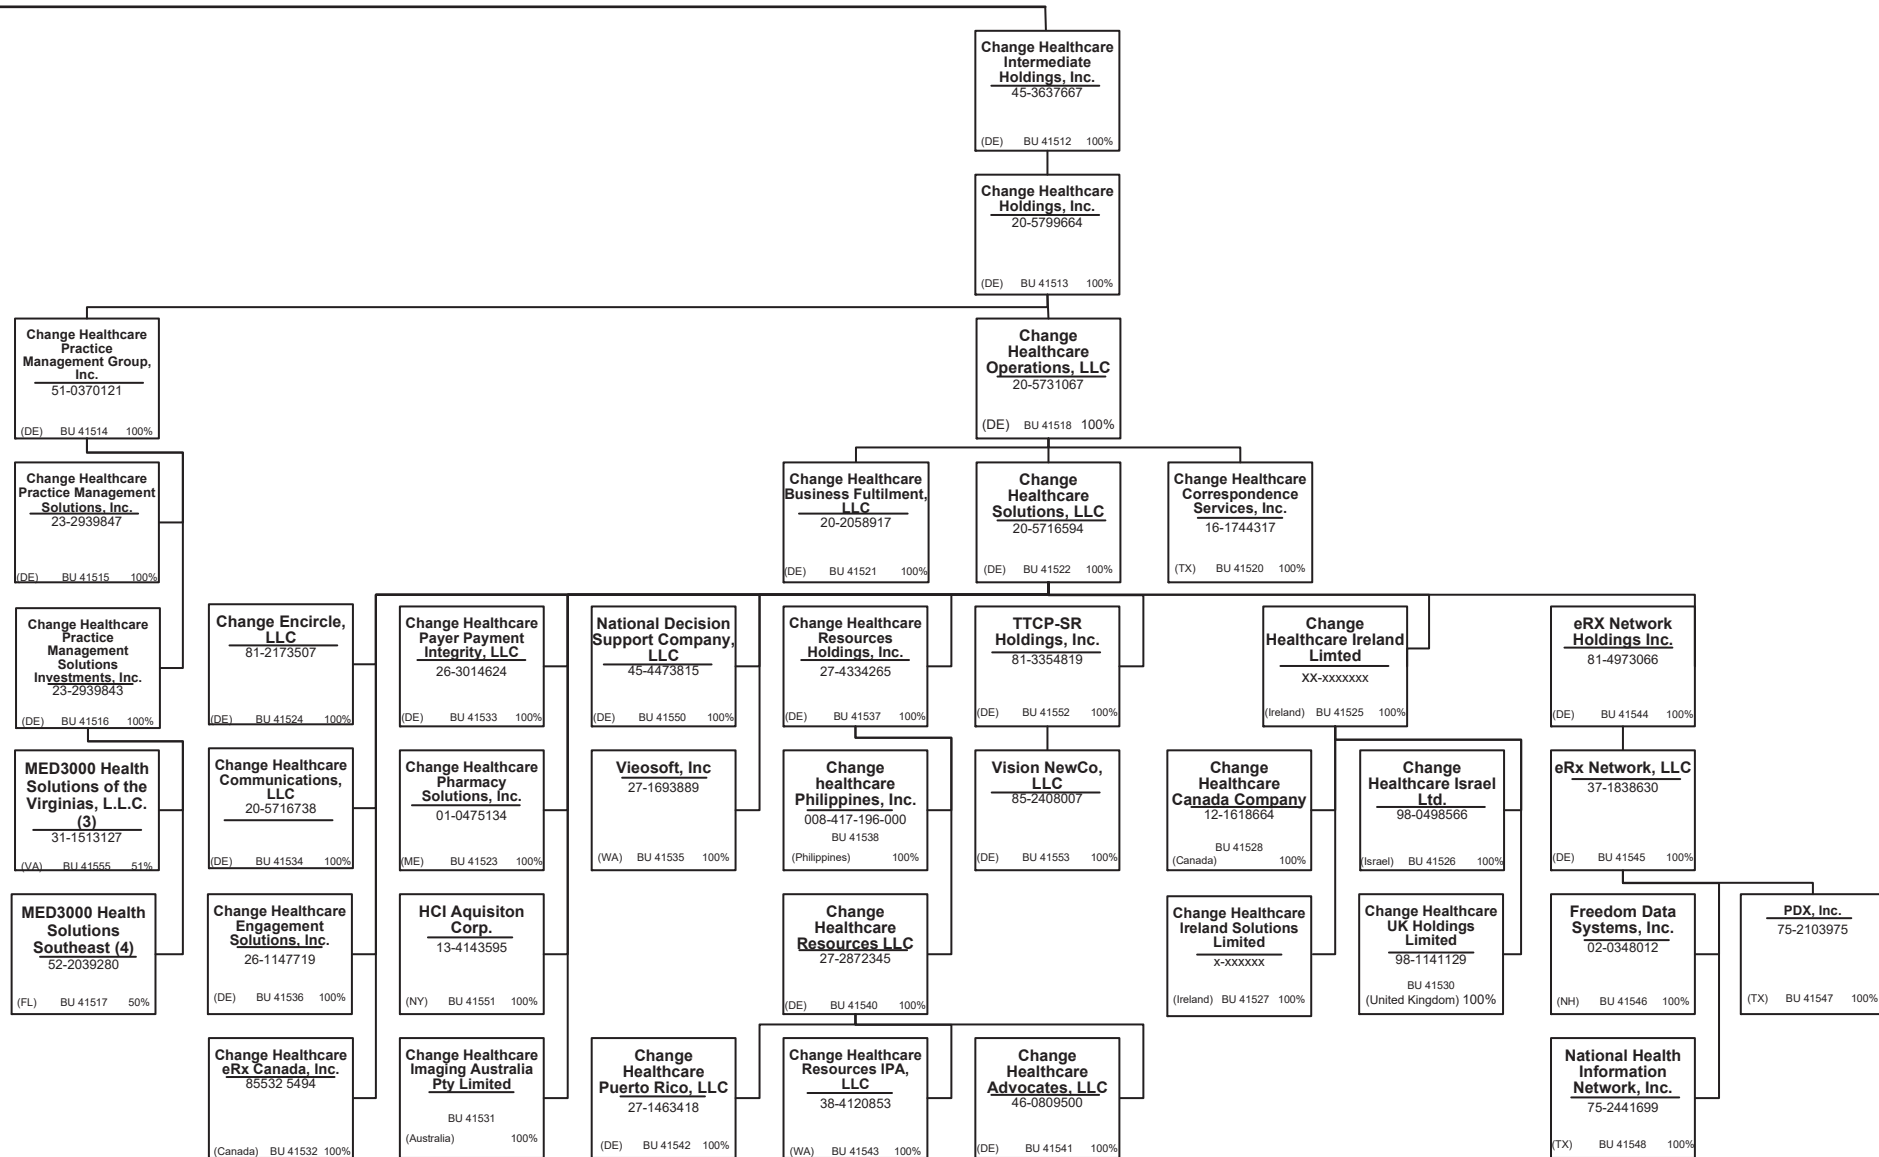 Change Healthcare
Intermediate
Holdings, Inc.
45-3637667
(DE) BU 41512 100%
Change Healthcare
Holdings, Inc.
20-5799664
(DE) BU 41513 100%
Change Healthcare
Practice
Management Group,
Inc.
51-0370121
(DE) BU 41514 100%
Change
Healthcare
Operations, LLC
20-5731067
(DE) BU 41518 100%
Change Healthcare
Practice Management
Solutions, Inc.
23-2939847
(DE) BU 41515 100%
Change Healthcare
Business Fultilment,
LLC
20-2058917
(DE) BU 41521 100%
Change
Healthcare
Solutions, LLC
20-5716594
(DE) BU 41522 100%
Change Healthcare
Correspondence
Services, Inc.
16-1744317
(TX) BU 41520 100%
Change Healthcare
Practice
Management
Solutions
Investments, Inc.
23-2939843
(DE) BU 41516 100%
Change Encircle,
LLC
81-2173507
(DE) BU 41524 100%
Change Healthcare
Payer Payment
Integrity, LLC
26-3014624
(DE) BU 41533 100%
National Decision
Support Company,
LLC
45-4473815
(DE) BU 41550 100%
Change Healthcare
Resources
Holdings, Inc.
27-4334265
(DE) BU 41537 100%
TTCP-SR
Holdings, Inc.
81-3354819
(DE) BU 41552 100%
Change
Healthcare Ireland
Limted
XX-xxxxxxx
(Ireland) BU 41525 100%
eRX Network
Holdings Inc.
81-4973066
(DE) BU 41544 100%
MED3000 Health
Solutions of the
Virginias, L.L.C.
(3)
31-1513127
(VA) BU 41555 51%
Change Healthcare
Communications,
LLC
20-5716738
(DE) BU 41534 100%
Change Healthcare
Pharmacy
Solutions, Inc.
01-0475134
(ME) BU 41523 100%
Vieosoft, Inc
27-1693889
(WA) BU 41535 100%
Change
healthcare
Philippines, Inc.
008-417-196-000
BU 41538
(Philippines) 100%
Vision NewCo,
LLC
85-2408007
(DE) BU 41553 100%
Change
Healthcare
Canada Company
12-1618664
BU 41528
(Canada) 100%
Change
Healthcare Israel
Ltd.
98-0498566
(Israel) BU 41526 100%
eRx Network, LLC
37-1838630
(DE) BU 41545 100%
MED3000 Health
Solutions
Southeast (4)
52-2039280
(FL) BU 41517 50%
Change Healthcare
Engagement
Solutions, Inc.
26-1147719
(DE) BU 41536 100%
HCI Aquisiton
Corp.
13-4143595
(NY) BU 41551 100%
Change
Healthcare
Resources LLC
27-2872345
(DE) BU 41540 100%
Change Healthcare
Ireland Solutions
Limited
x-xxxxxx
(Ireland) BU 41527 100%
Change Healthcare
UK Holdings
Limited
98-1141129
BU 41530
(United Kingdom) 100%
Freedom Data
Systems, Inc.
02-0348012
(NH) BU 41546 100%
PDX, Inc.
75-2103975
(TX) BU 41547 100%
Change Healthcare
eRx Canada, Inc.
85532 5494
(Canada) BU 41532 100%
Change Healthcare
Imaging Australia
Pty Limited
BU 41531
(Australia) 100%
Change
Healthcare
Puerto Rico, LLC
27-1463418
(DE) BU 41542 100%
Change Healthcare
Resources IPA,
LLC
38-4120853
(WA) BU 41543 100%
Change
Healthcare
Advocates, LLC
46-0809500
(DE) BU 41541 100%
National Health
Information
Network, Inc.
75-2441699
(TX) BU 41548 100%